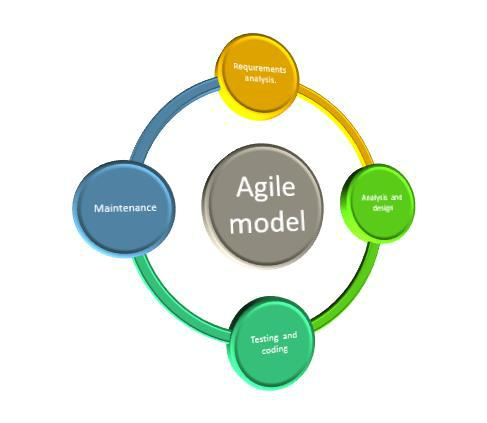 Requirements
analysis.
Agile
model
Analysis and
design
Maintenance
Testing and
coding